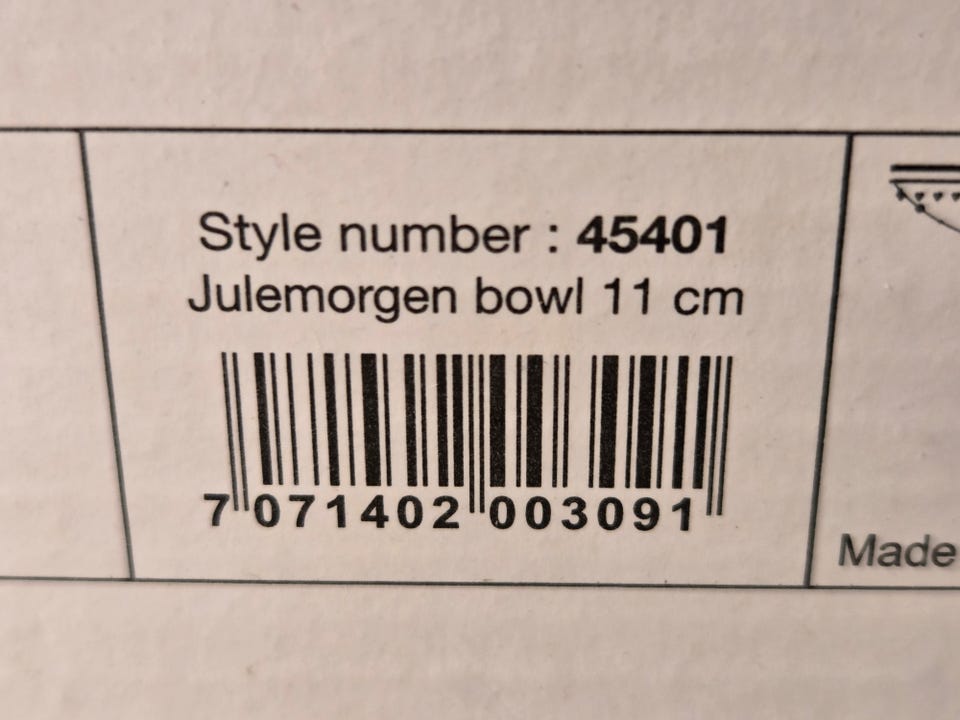 Style number : 45401
Julemorgen bowl 11 cm
7 071402 003091
Made